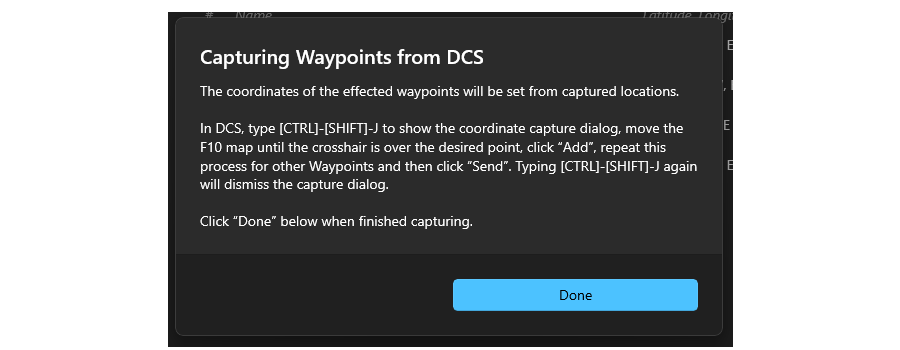 # Name Latitude, Longitu
Capturing Waypoints from DCS
The coordinates of the effected waypoints will be set from captured locations.
In DCS, type [CTRL]-[SHIFT]-J to show the coordinate capture dialog, move the
F10 map until the crosshair is over the desired point, click “Add”, repeat this
process for other Waypoints and then click “Send”. Typing [CTRL]-[SHIFT]-J again
will dismiss the capture dialog.
Click “Done” below when finished capturing.
Done